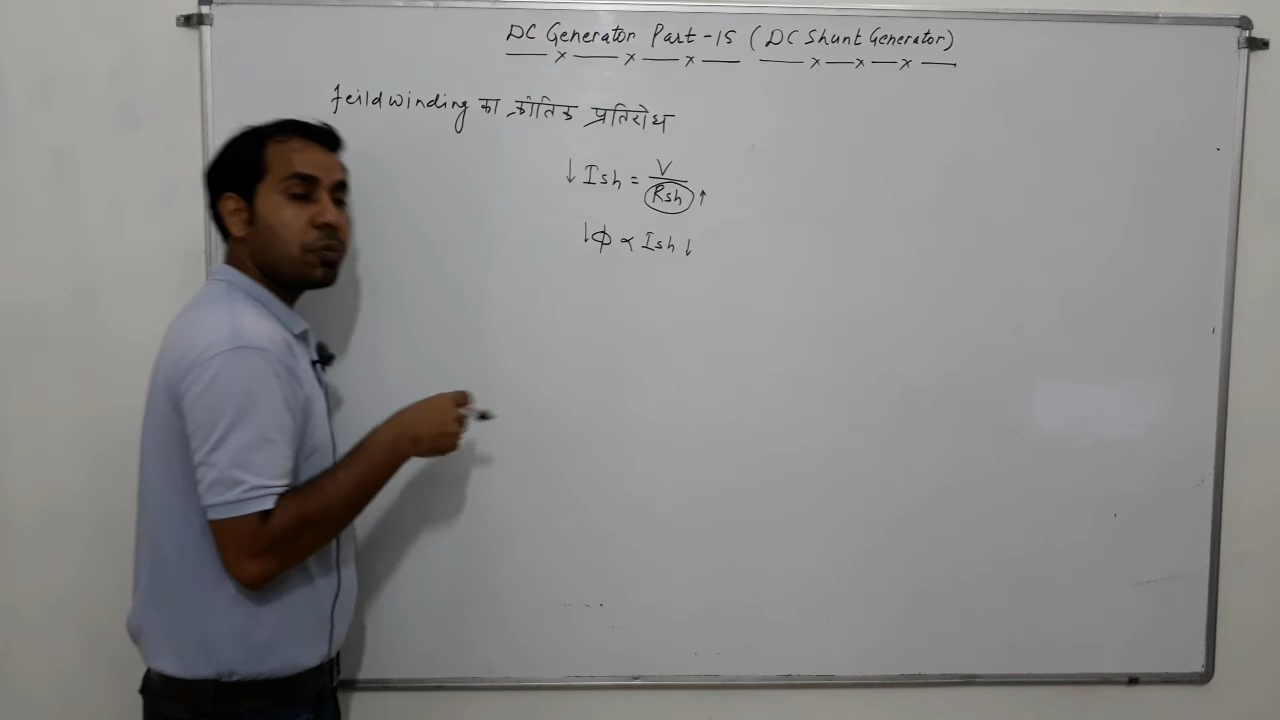 DC Generator Part-15 (DC Shunt Generator)
feildwinding का क्रांतिक प्रतिरोध
↓ Ish = V / Rsh ↑
↓ϕ ∝ Ish ↓